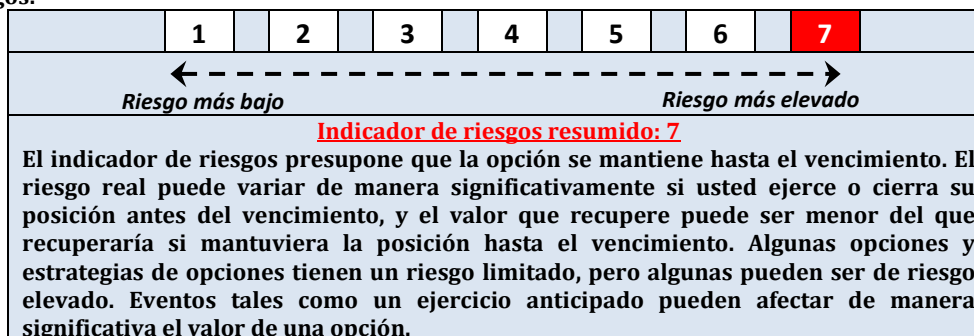 gos.
1 2 3 4 5 6 7
Riesgo más bajo Riesgo más elevado
Indicador de riesgos resumido: 7
El indicador de riesgos presupone que la opción se mantiene hasta el vencimiento. El
riesgo real puede variar de manera significativamente si usted ejerce o cierra su
posición antes del vencimiento, y el valor que recupere puede ser menor del que
recuperaría si mantuviera la posición hasta el vencimiento. Algunas opciones y
estrategias de opciones tienen un riesgo limitado, pero algunas pueden ser de riesgo
elevado. Eventos tales como un ejercicio anticipado pueden afectar de manera
significativa el valor de una opción.